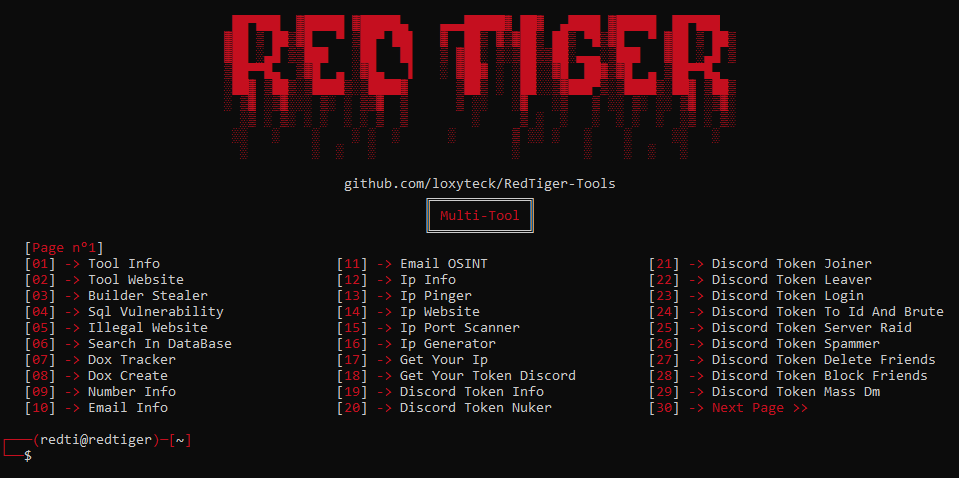 RED TIGER
github.com/loxyteck/RedTiger-Tools
Multi-Tool
[Page n°1]
[01] -> Tool Info [11] -> Email OSINT [21] -> Discord Token Joiner
[02] -> Tool Website [12] -> Ip Info [22] -> Discord Token Leaver
[03] -> Builder Stealer [13] -> Ip Pinger [23] -> Discord Token Login
[04] -> Sql Vulnerability [14] -> Ip Website [24] -> Discord Token To Id And Brute
[05] -> Illegal Website [15] -> Ip Port Scanner [25] -> Discord Token Server Raid
[06] -> Search In DataBase [16] -> Ip Generator [26] -> Discord Token Spammer
[07] -> Dox Tracker [17] -> Get Your Ip [27] -> Discord Token Delete Friends
[08] -> Dox Create [18] -> Get Your Token Discord [28] -> Discord Token Block Friends
[09] -> Number Info [19] -> Discord Token Info [29] -> Discord Token Mass Dm
[10] -> Email Info [20] -> Discord Token Nuker [30] -> Next Page >>
(redti@redtiger)-[~]
$